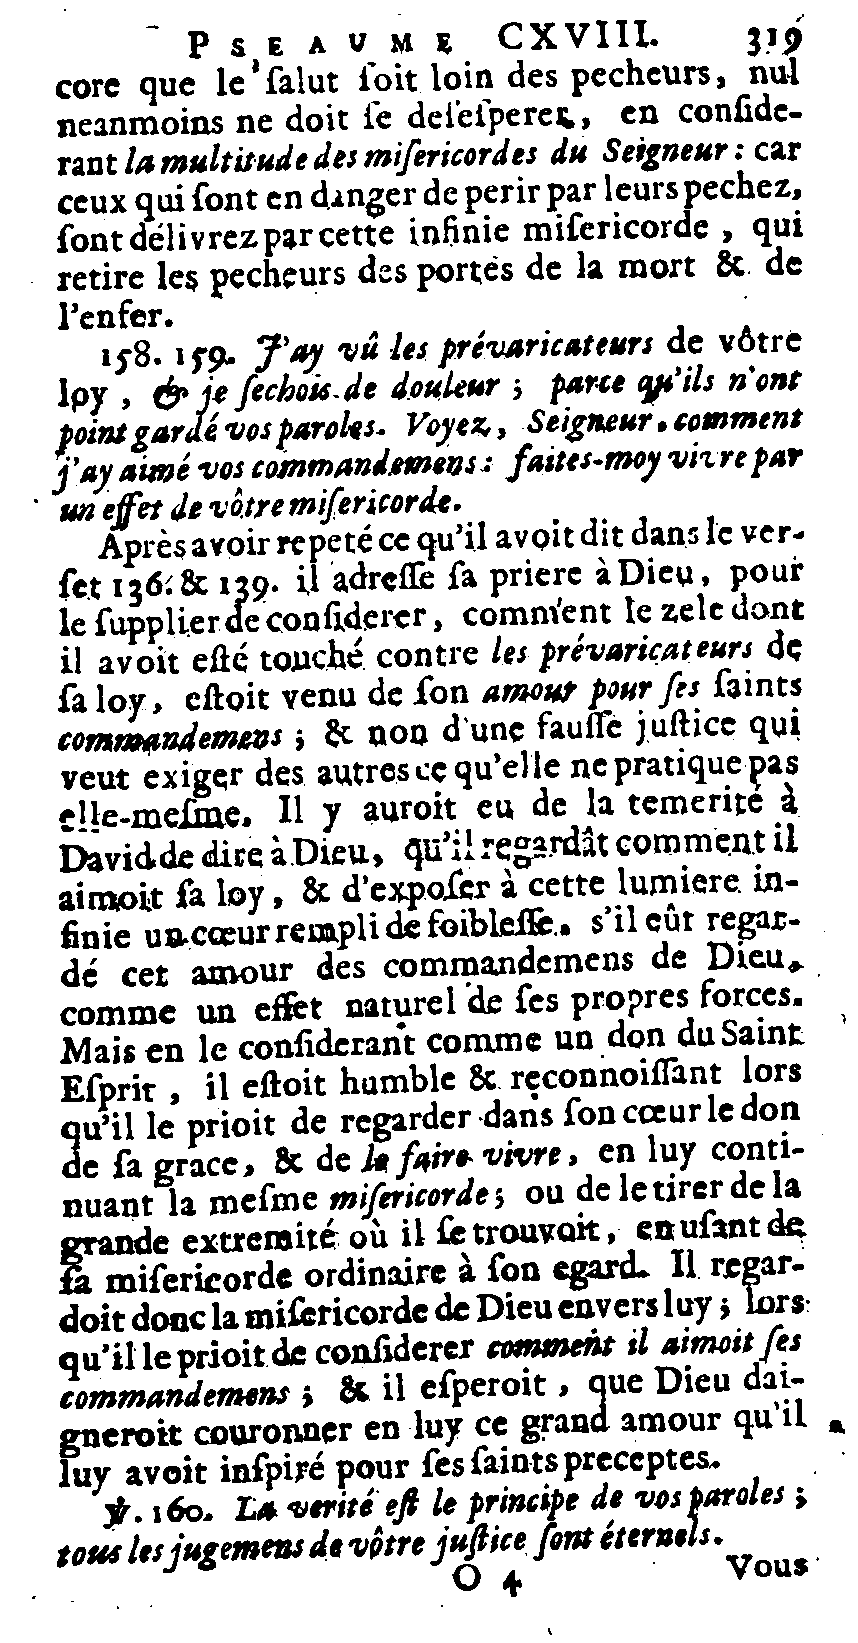 PSEAUME CXVIII. 319
core que le ſalut ſoit loin des pecheurs, nul
neanmoins ne doit ſe deſeſperer, en conſide-
rant la multitude des miſericordes du Seigneur : car
ceux qui ſont en danger de perir par leurs pechez,
ſont délivrez par cette infinie miſericorde, qui
retire les pecheurs des portes de la mort & de
l'enfer.
158. 159. J'ay vû les prévaricateurs de vôtre
loy, & je ſechois de douleur ; parce qu'ils n'ont
point gardé vos paroles. Voyez, Seigneur, comment
j'ay aimé vos commandemens : faites-moy vivre par
un effet de vôtre miſericorde.
Après avoir repeté ce qu'il avoit dit dans le ver-
ſet 136. & 139. il adreſſe ſa priere à Dieu, pour
le ſupplier de conſiderer, comment le zele dont
il avoit eſté touché contre les prévaricateurs de
ſa loy, eſtoit venu de ſon amour pour ſes ſaints
commandemens ; & non d'une fauſſe juſtice qui
veut exiger des autres ce qu'elle ne pratique pas
elle-meſme. Il y auroit eu de la temerité à
David de dire à Dieu, qu'il regardât comment il
aimoit ſa loy, & d'expoſer à cette lumiere in-
finie un cœur rempli de foibleſſe, s'il eût regar-
dé cet amour des commandemens de Dieu,
comme un effet naturel de ſes propres forces.
Mais en le conſiderant comme un don du Saint
Eſprit, il eſtoit humble & reconnoiſſant lors
qu'il le prioit de regarder dans ſon cœur le don
de ſa grace, & de le faire vivre, en luy conti-
nuant la meſme miſericorde ; ou de le tirer de la
grande extremité où il ſe trouvoit, en uſant de
ſa miſericorde ordinaire à ſon egard. Il regar-
doit donc la miſericorde de Dieu envers luy ; lors
qu'il le prioit de conſiderer comment il aimoit ſes
commandemens ; & il eſperoit, que Dieu dai-
gneroit couronner en luy ce grand amour qu'il
luy avoit inſpiré pour ſes ſaints preceptes.
℣. 160. La verité eſt le principe de vos paroles ;
tous les jugemens de vôtre juſtice ſont éternels.
O 4 Vous